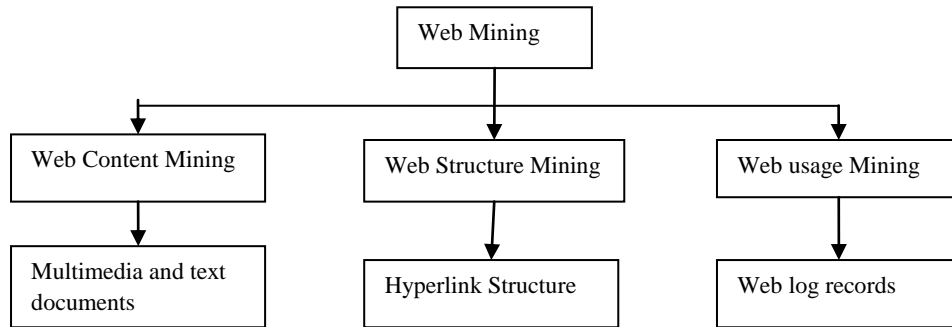 Web Mining
Web Content Mining
Web Structure Mining
Web usage Mining
Multimedia and text
documents
Hyperlink Structure
Web log records